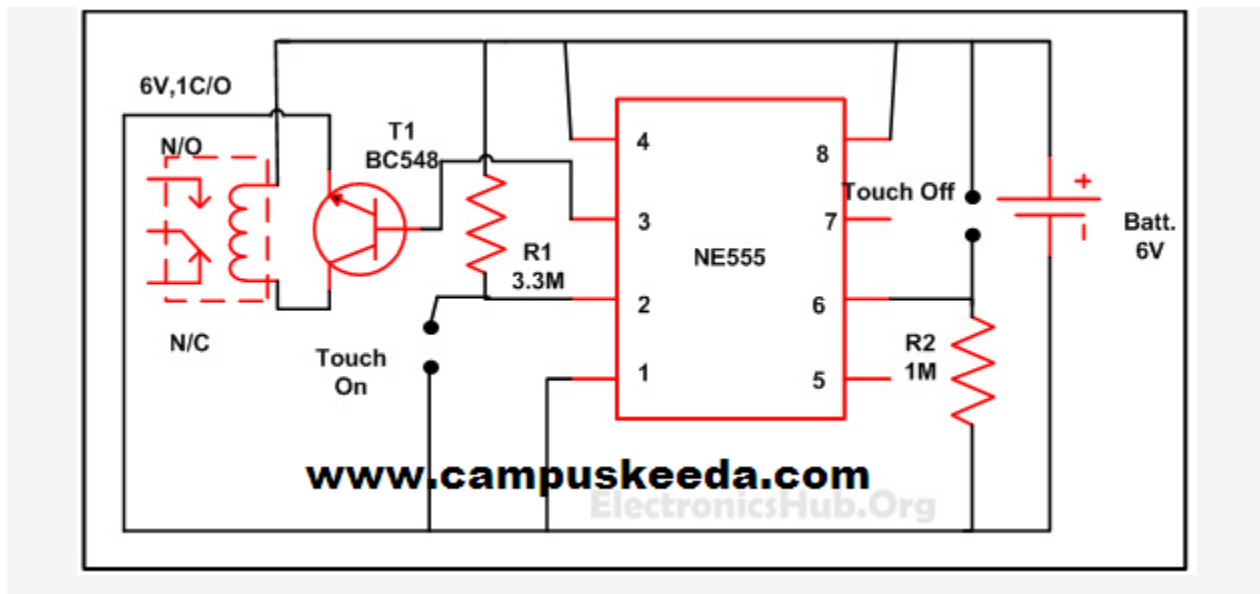 6V,1C/O
N/O
T1
BC548
R1
3.3M
N/C
Touch
On
4
3
2
1
NE555
8
7
6
5
Touch Off
R2
1M
+
Batt.
6V
www.campuskeeda.com
ElectronicsHub.Org